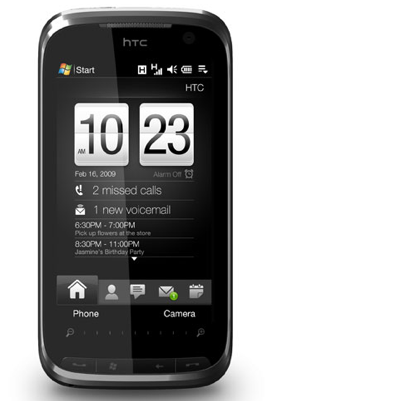 hTC
Start
H H
HTC
10 23
AM
Feb 16, 2009 Alarm Off
2 missed calls
1 new voicemail
6:30PM - 7:00PM
Pick up flowers at the store
8:30PM - 11:00PM
Jasmine's Birthday Party
Phone Camera